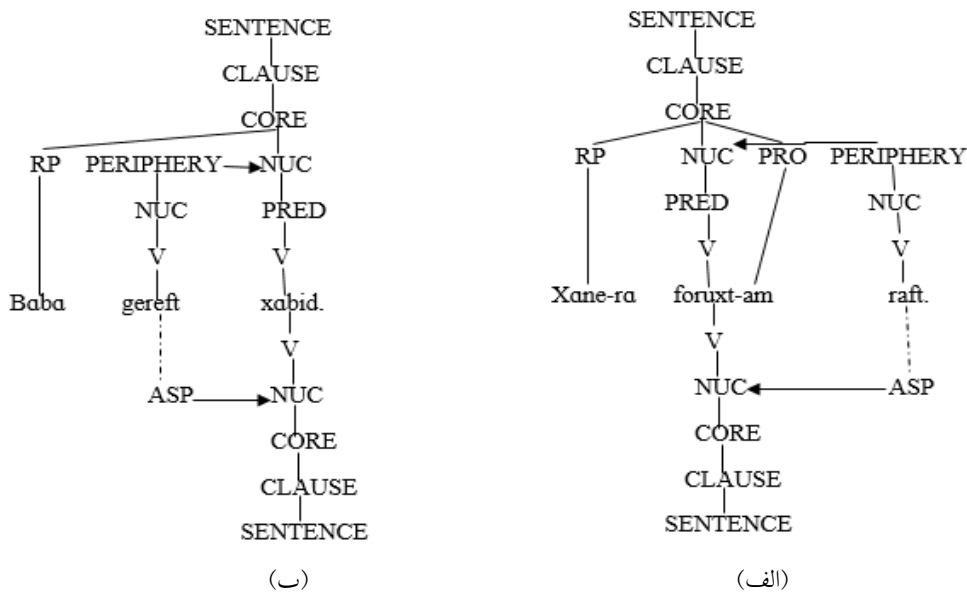 SENTENCE
CLAUSE
CORE
RP PERIPHERY NUC
NUC PRED
V V
Baba gereft xabid.
V
ASP NUC
CORE
CLAUSE
SENTENCE
(ب)
SENTENCE
CLAUSE
CORE
RP NUC PRO PERIPHERY
PRED NUC
V V
Xane-ra foruxt-am raft.
V
NUC ASP
CORE
CLAUSE
SENTENCE
(الف)